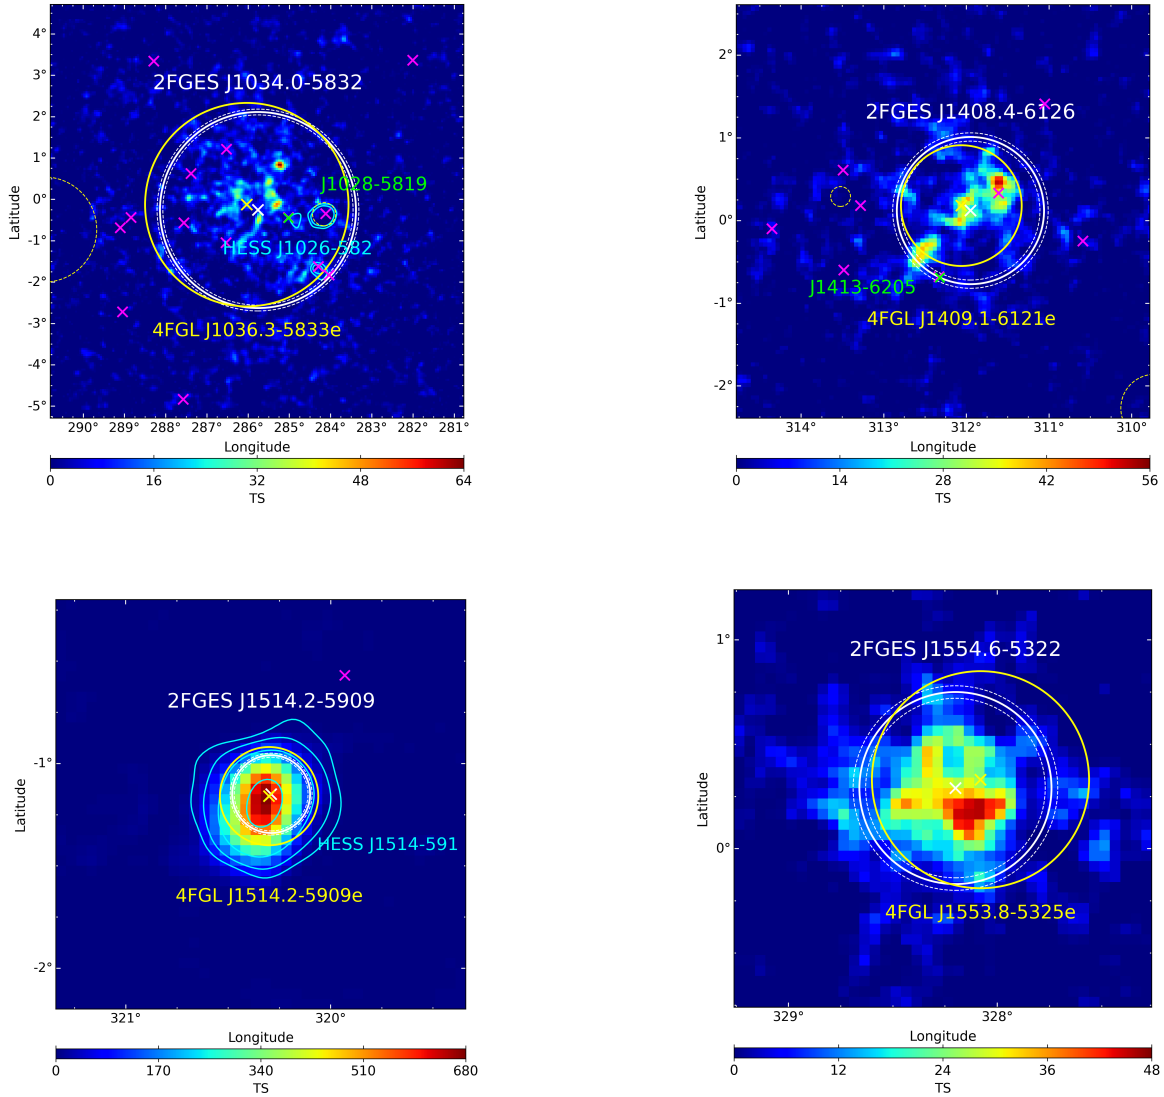 4°
3°
2°
1°
0°
-1°
-2°
-3°
-4°
-5°
Latitude
2FGES J1034.0-5832
J1028-5819
HESS J1026-582
4FGL J1036.3-5833e
290° 289° 288° 287° 286° 285° 284° 283° 282° 281°
Longitude
0 16 32 48 64
TS
2°
1°
0°
-1°
-2°
Latitude
2FGES J1408.4-6126
J1413-6205
4FGL J1409.1-6121e
314° 313° 312° 311° 310°
Longitude
0 14 28 42 56
TS
-1°
-2°
Latitude
2FGES J1514.2-5909
HESS J1514-591
4FGL J1514.2-5909e
321° 320°
Longitude
0 170 340 510 680
TS
1°
0°
Latitude
2FGES J1554.6-5322
4FGL J1553.8-5325e
329° 328°
Longitude
0 12 24 36 48
TS